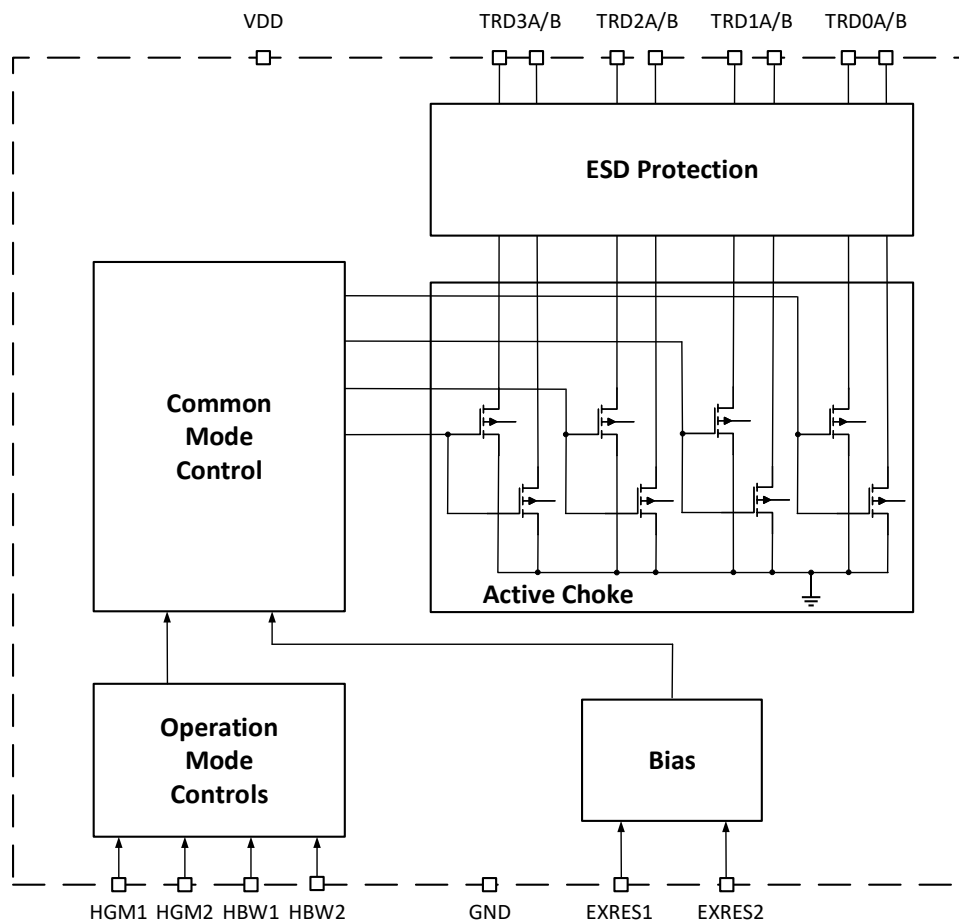 VDD
TRD3A/B
TRD2A/B
TRD1A/B
TRD0A/B
ESD Protection
Common
Mode
Control
Active Choke
Operation
Mode
Controls
Bias
HGM1
HGM2
HBW1
HBW2
GND
EXRES1
EXRES2